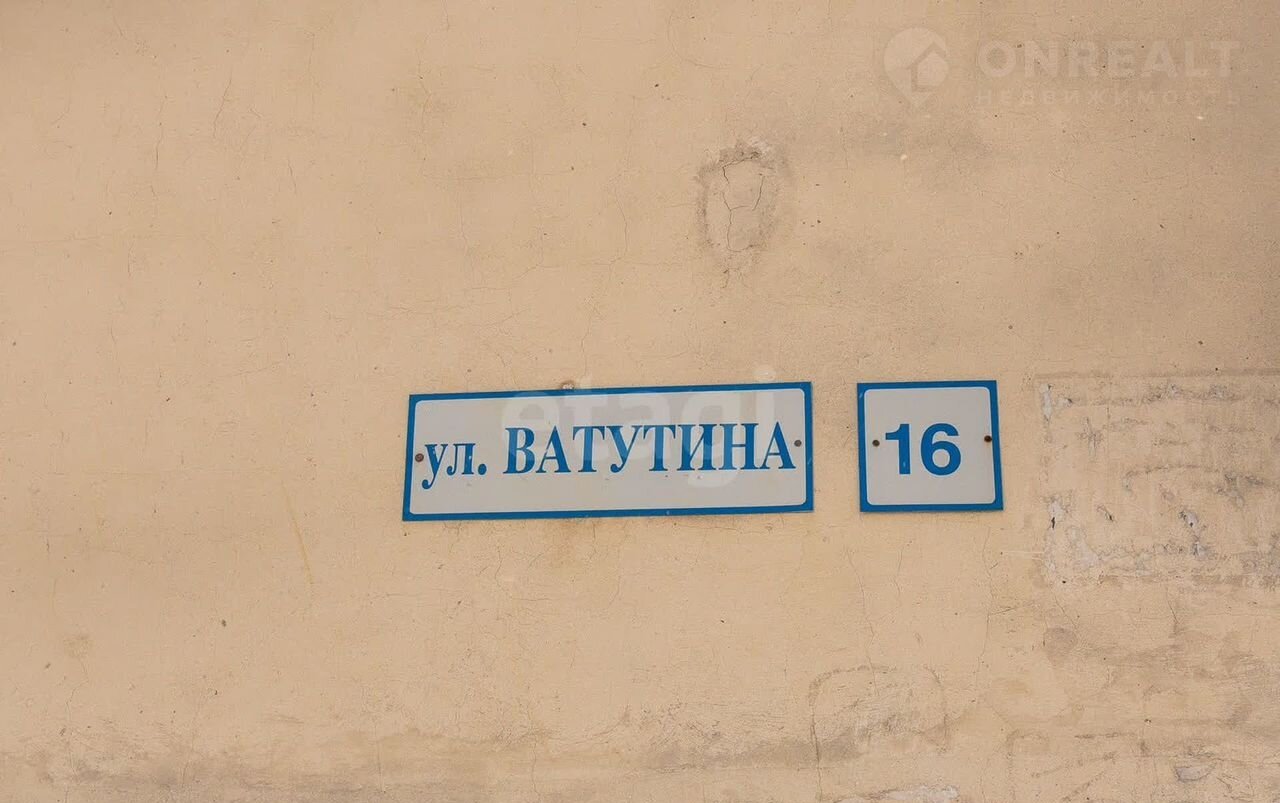 ONREALT
НЕДВИЖИМОСТЬ
etagi
ул. ВАТУТИНА
16